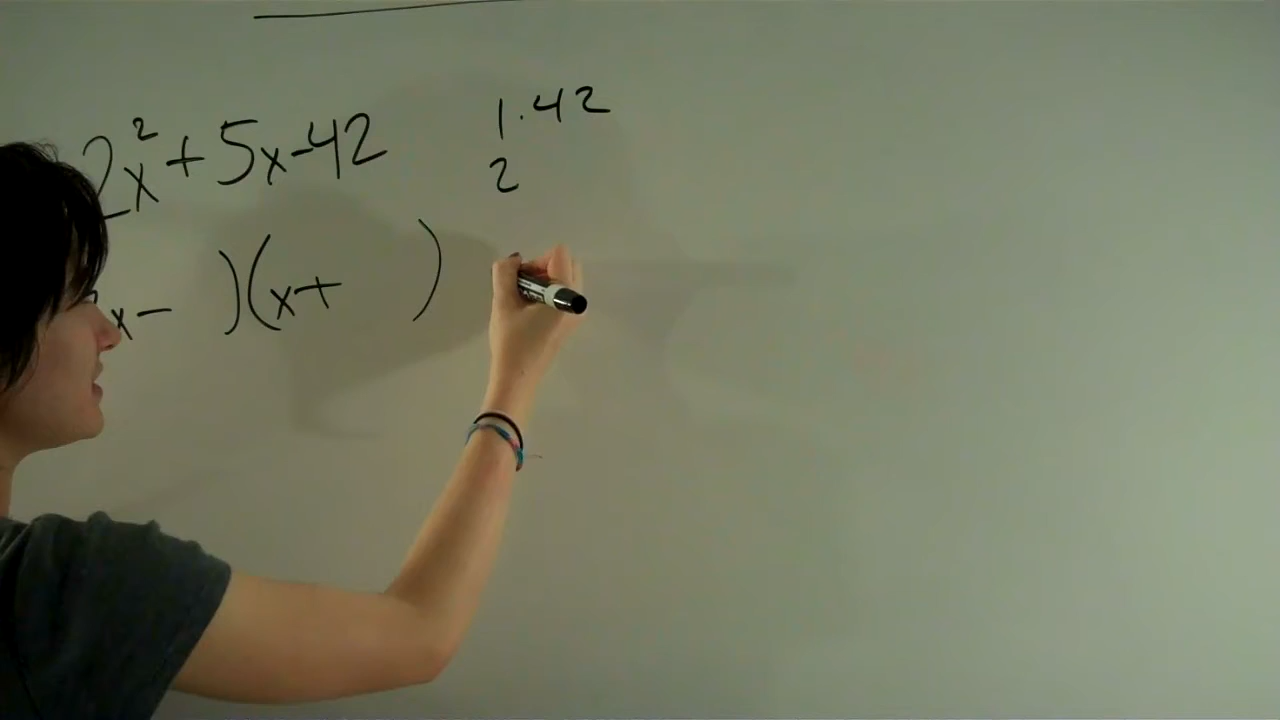 2x² + 5x - 42
x - )(x + )
1 · 42
2